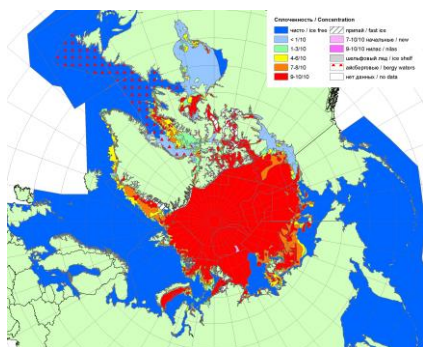 Сплоченность / Concentration
чисто / ice free
< 1/10
1-3/10
4-6/10
7-8/10
9-10/10
припай / fast ice
7-10/10 начальные / new
9-10/10 нилас / nilas
шельфовый лед / ice shelf
айсберговые / bergy waters
нет данных / no data